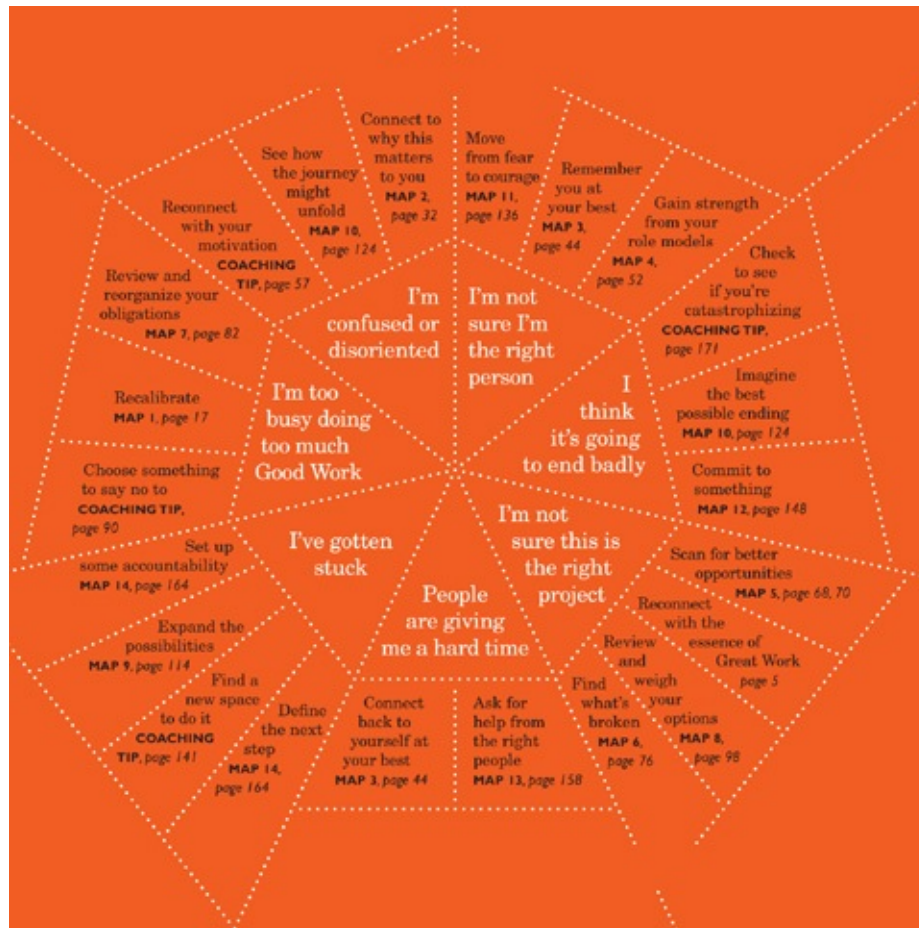 Connect to
why this
matters
to you
MAP 2,
page 32
Move
from fear
to courage
MAP 11,
page 136
See how
the journey
might
unfold
MAP 10,
page 124
Remember
you at
your best
MAP 3,
page 44
Reconnect
with your
motivation
COACHING
TIP, page 57
Gain strength
from your
role models
MAP 4,
page 52
Review and
reorganize your
obligations
MAP 7, page 82
Check
to see
if you're
catastrophizing
COACHING TIP,
page 171
I'm
confused or
disoriented
I'm not
sure I'm
the right
person
Recalibrate
MAP 1, page 17
I'm too
busy doing
too much
Good Work
I
think
it's going
to end badly
Imagine
the best
possible ending
MAP 10, page 124
Choose something
to say no to
COACHING TIP,
page 90
Commit to
something
MAP 12, page 148
I've gotten
stuck
I'm not
sure this is
the right
project
People
are giving
me a hard time
Set up
some accountability
MAP 14, page 164
Scan for better
opportunities
MAP 5, page 68, 70
Expand the
possibilities
MAP 9, page 114
Reconnect
with the
essence of
Great Work
page 5
Find a
new space
to do it
COACHING
TIP, page 141
Define
the next
step
MAP 14,
page 164
Connect
back to
yourself at
your best
MAP 3, page 44
Ask for
help from
the right
people
MAP 13, page 158
Find
what's
broken
MAP 6,
page 76
Review
and
weigh
your
options
MAP 8,
page 98